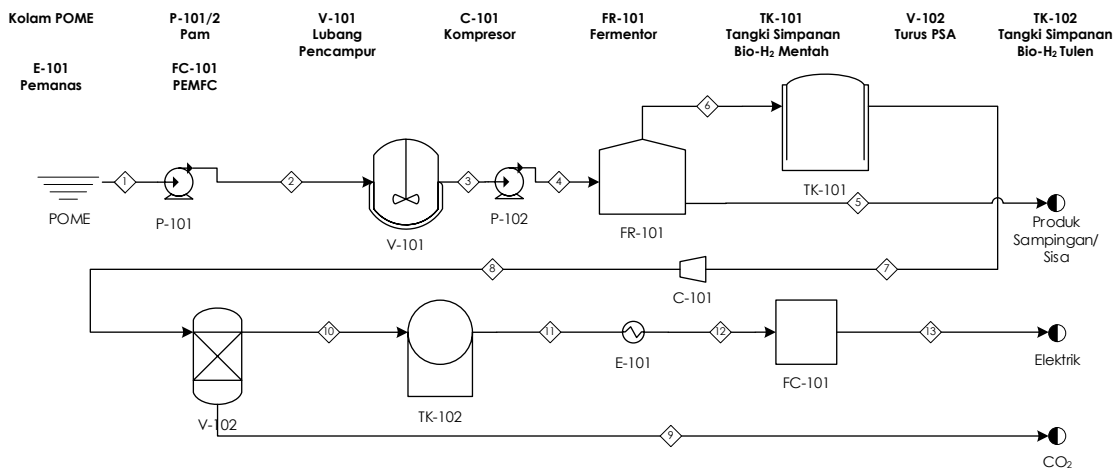 Kolam POME
P-101/2
Pam
V-101
Lubang
Pencampur
C-101
Kompresor
FR-101
Fermentor
TK-101
Tangki Simpanan
Bio-H₂ Mentah
V-102
Turus PSA
TK-102
Tangki Simpanan
Bio-H₂ Tulen
E-101
Pemanas
FC-101
PEMFC
6
TK-101
1
2
3
4
POME
P-101
V-101
P-102
FR-101
5
Produk
Sampingan/
Sisa
8
C-101
7
10
11
E-101
12
FC-101
13
Elektrik
V-102
TK-102
9
CO₂